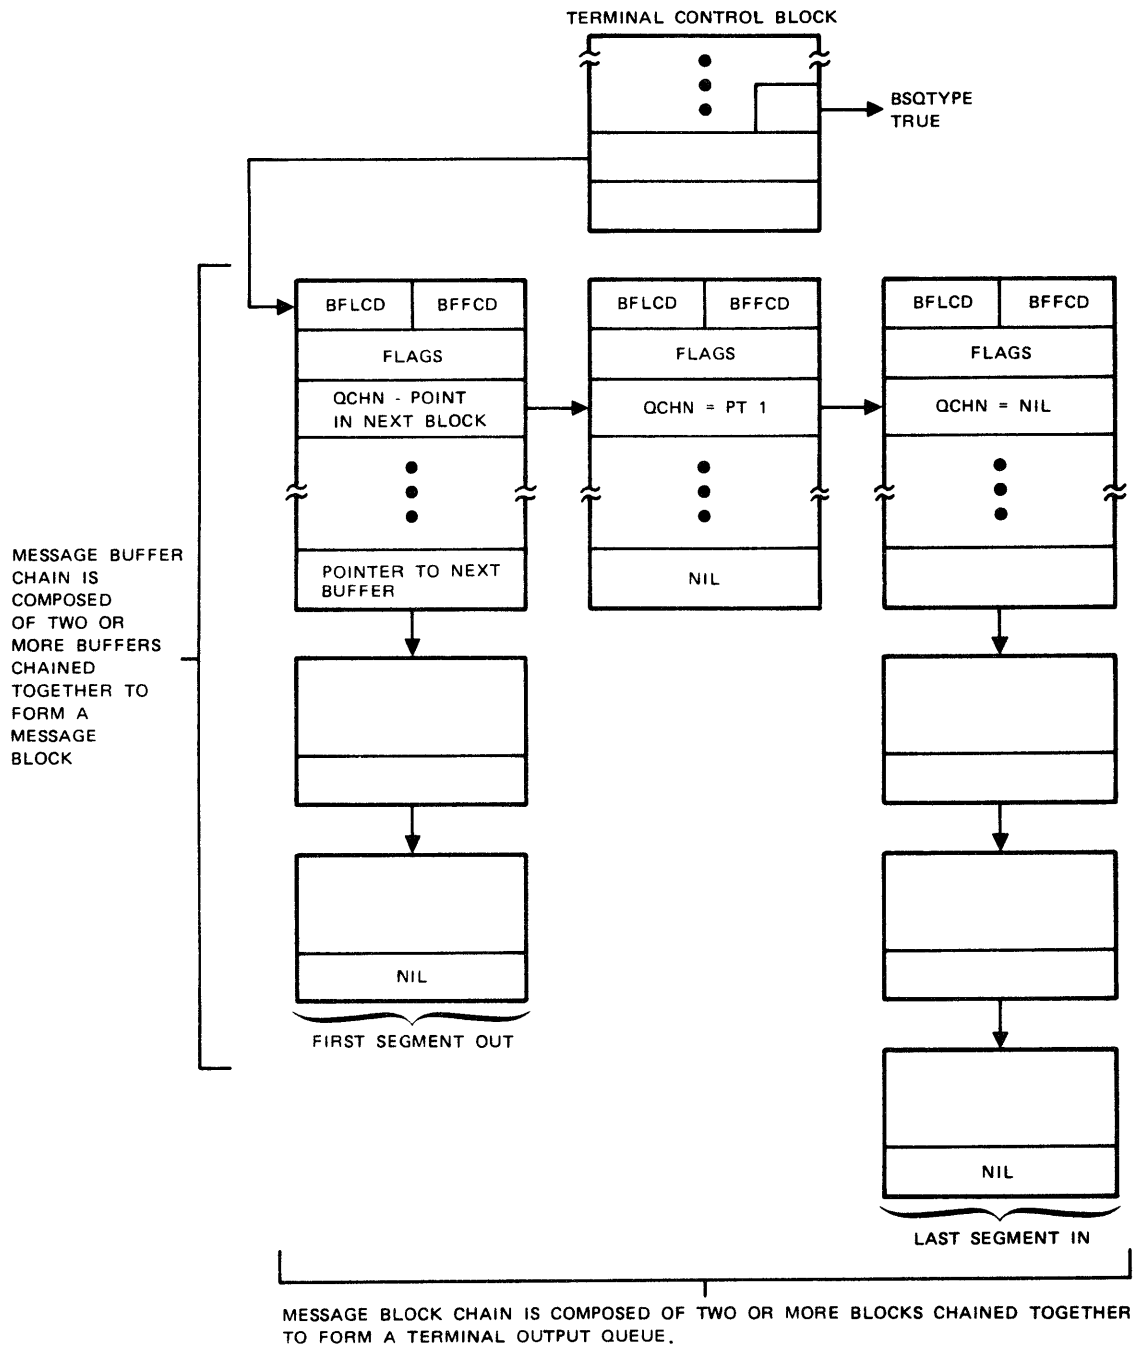 TERMINAL CONTROL BLOCK
BSQTYPE
TRUE
BFLCD BFFCD
FLAGS
QCHN - POINT
IN NEXT BLOCK
POINTER TO NEXT
BUFFER
NIL
FIRST SEGMENT OUT
BFLCD BFFCD
FLAGS
QCHN = PT 1
NIL
BFLCD BFFCD
FLAGS
QCHN = NIL
NIL
LAST SEGMENT IN
MESSAGE BUFFER
CHAIN IS
COMPOSED
OF TWO OR
MORE BUFFERS
CHAINED
TOGETHER TO
FORM A
MESSAGE
BLOCK
MESSAGE BLOCK CHAIN IS COMPOSED OF TWO OR MORE BLOCKS CHAINED TOGETHER
TO FORM A TERMINAL OUTPUT QUEUE.